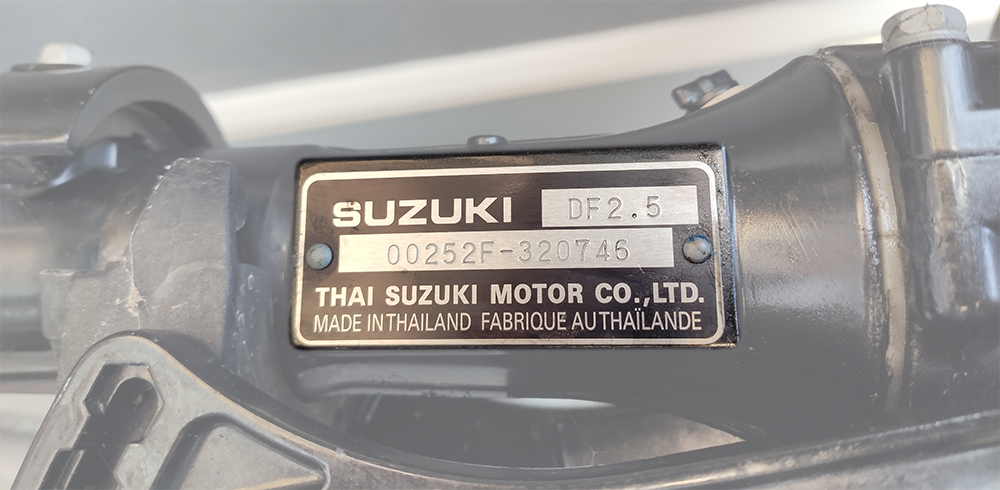 SUZUKI DF2.5
00252F-320746
THAI SUZUKI MOTOR CO.,LTD.
MADE IN THAILAND FABRIQUE AU THAÏLANDE